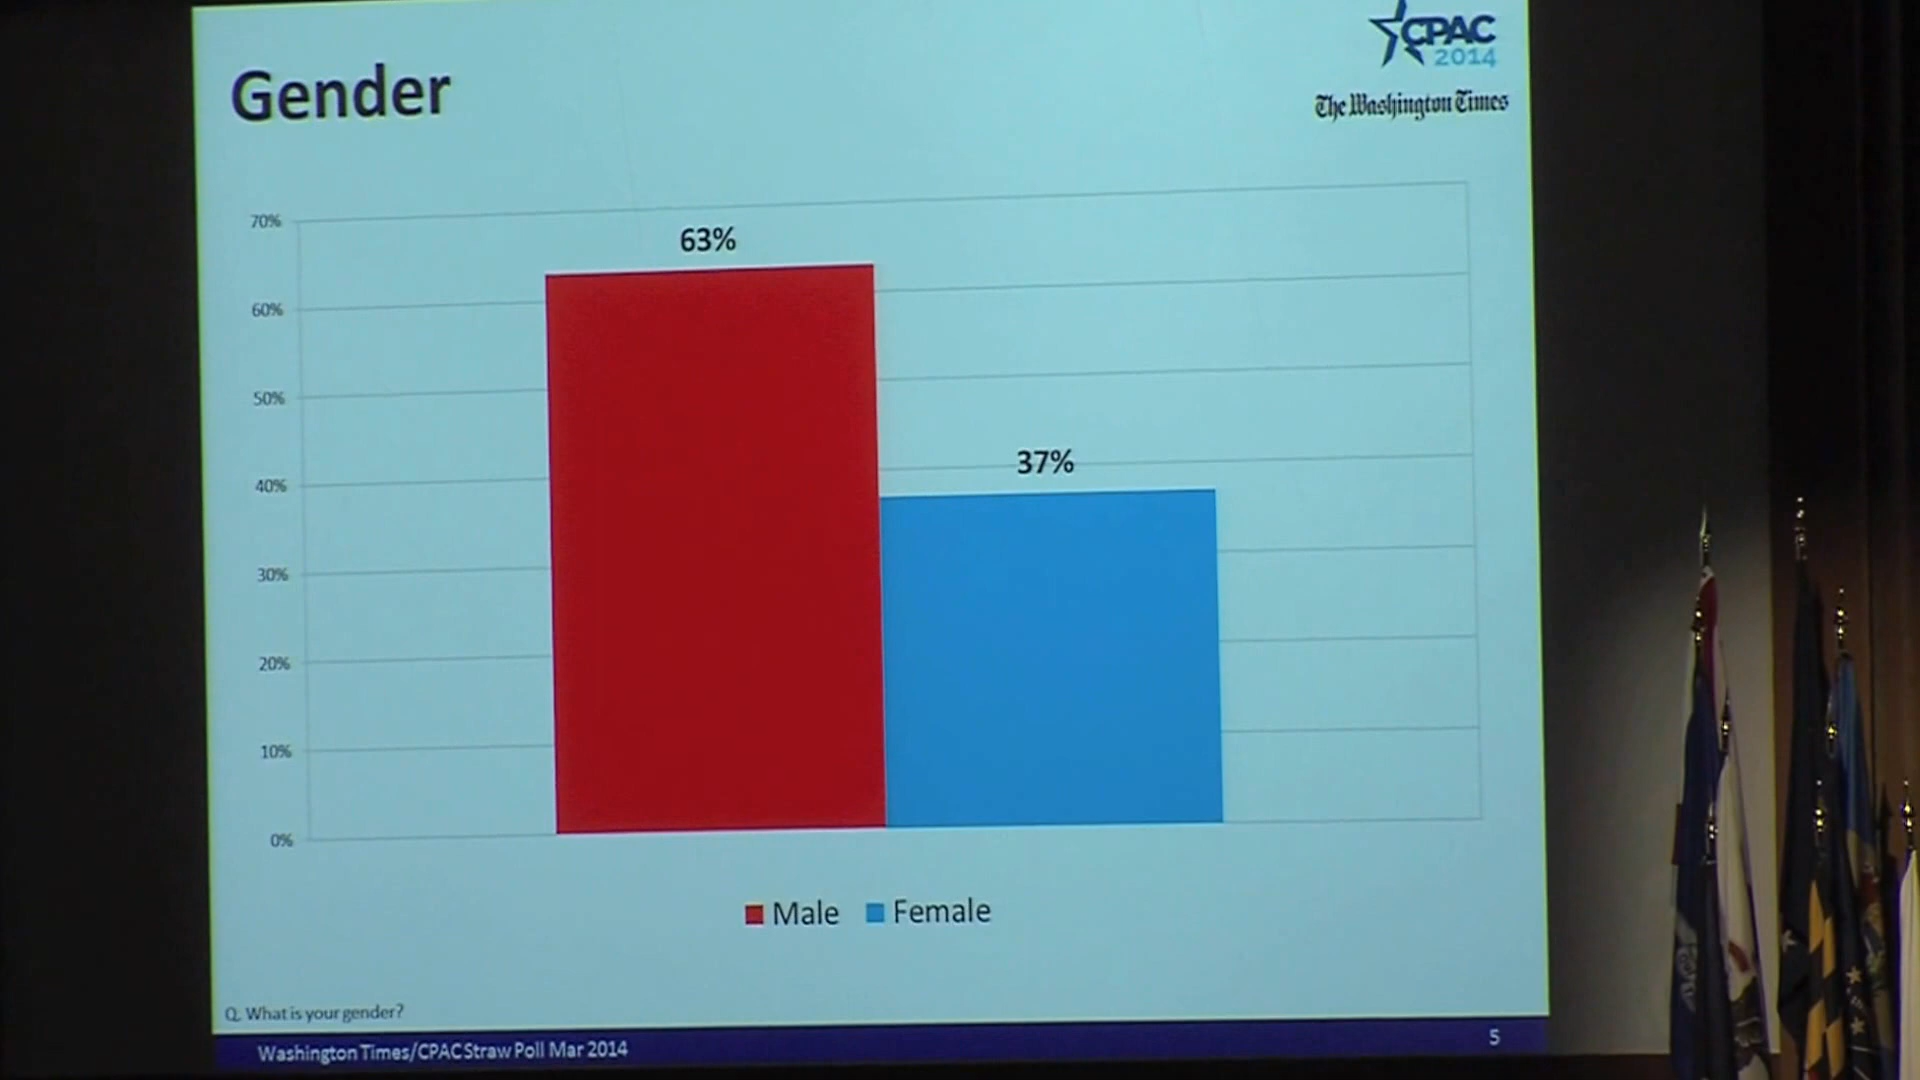 Gender
CPAC
2014
The Washington Times
70%
60%
50%
40%
30%
20%
10%
0%
63%
37%
Male
Female
Q. What is your gender?
Washington Times/CPAC Straw Poll Mar 2014
5